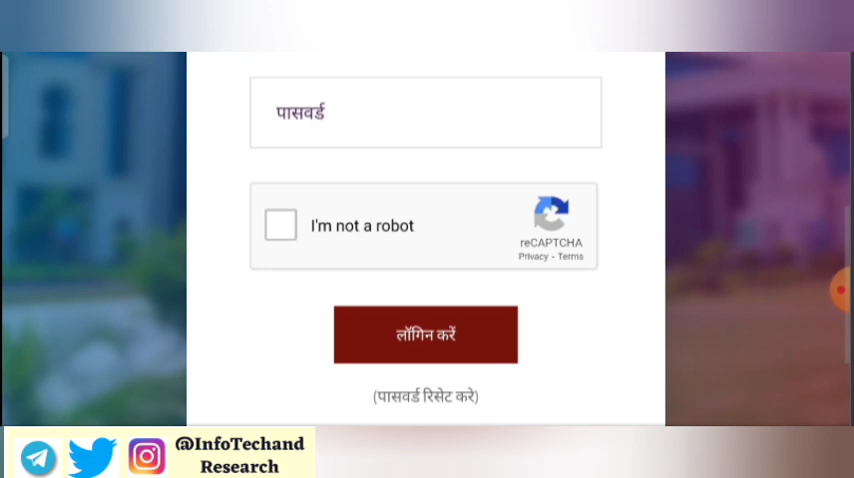 पासवर्ड
I'm not a robot
reCAPTCHA
Privacy - Terms
लॉगिन करें
(पासवर्ड रिसेट करे)
@InfoTechand
Research